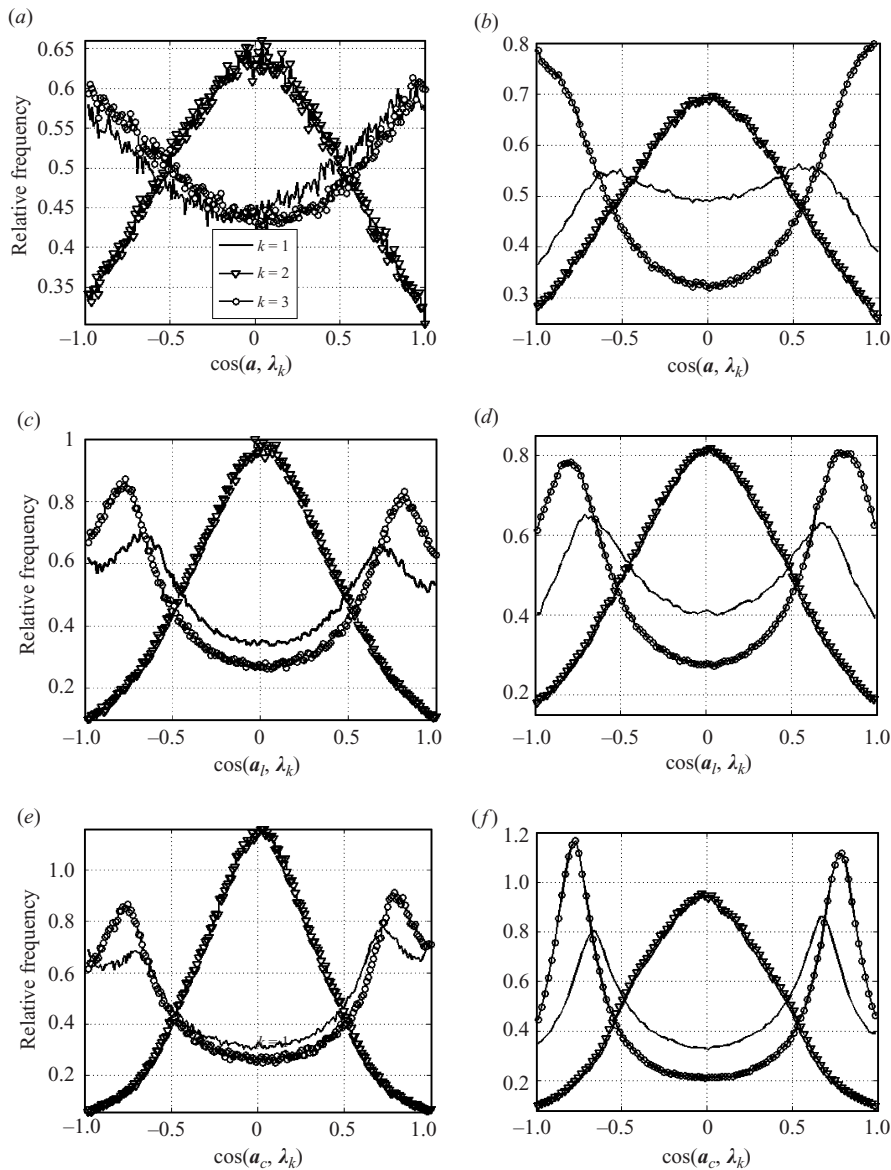 (a)
0.65
0.60
0.55
0.50
0.45
0.40
0.35
Relative frequency
k = 1
k = 2
k = 3
–1.0 –0.5 0 0.5 1.0
cos(a, λk)
(b)
0.8
0.7
0.6
0.5
0.4
0.3
–1.0 –0.5 0 0.5 1.0
cos(a, λk)
(c)
1
0.8
0.6
0.4
0.2
Relative frequency
–1.0 –0.5 0 0.5 1.0
cos(al, λk)
(d)
0.8
0.6
0.4
0.2
–1.0 –0.5 0 0.5 1.0
cos(al, λk)
(e)
1.0
0.8
0.6
0.4
0.2
Relative frequency
–1.0 –0.5 0 0.5 1.0
cos(ac, λk)
(f)
1.2
1.0
0.8
0.6
0.4
0.2
–1.0 –0.5 0 0.5 1.0
cos(ac, λk)